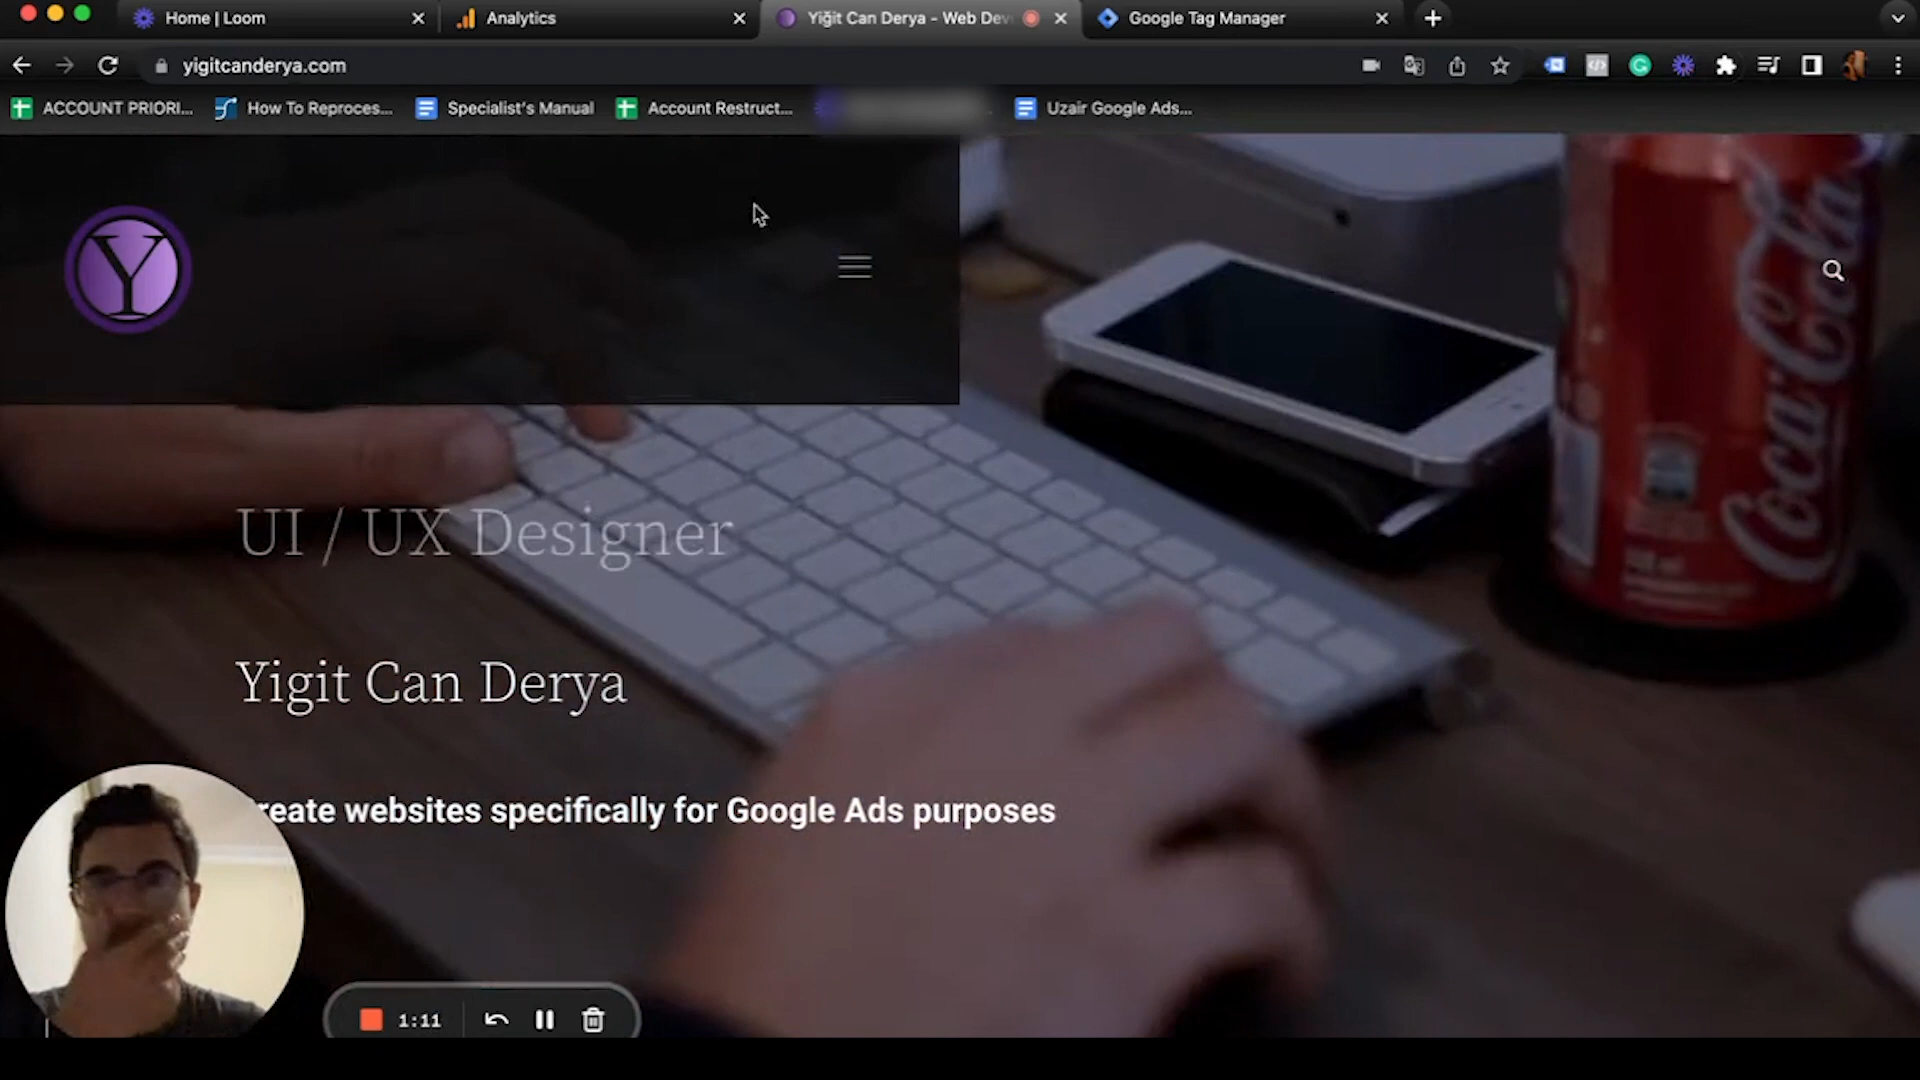 Home | Loom
Analytics
Yiğit Can Derya - Web Dev
Google Tag Manager
yigitcanderya.com
ACCOUNT PRIORI...
How To Reproces...
Specialist's Manual
Account Restruct...
Uzair Google Ads...
Y
Coca-Cola
UI / UX Designer
Yigit Can Derya
reate websites specifically for Google Ads purposes
1:11